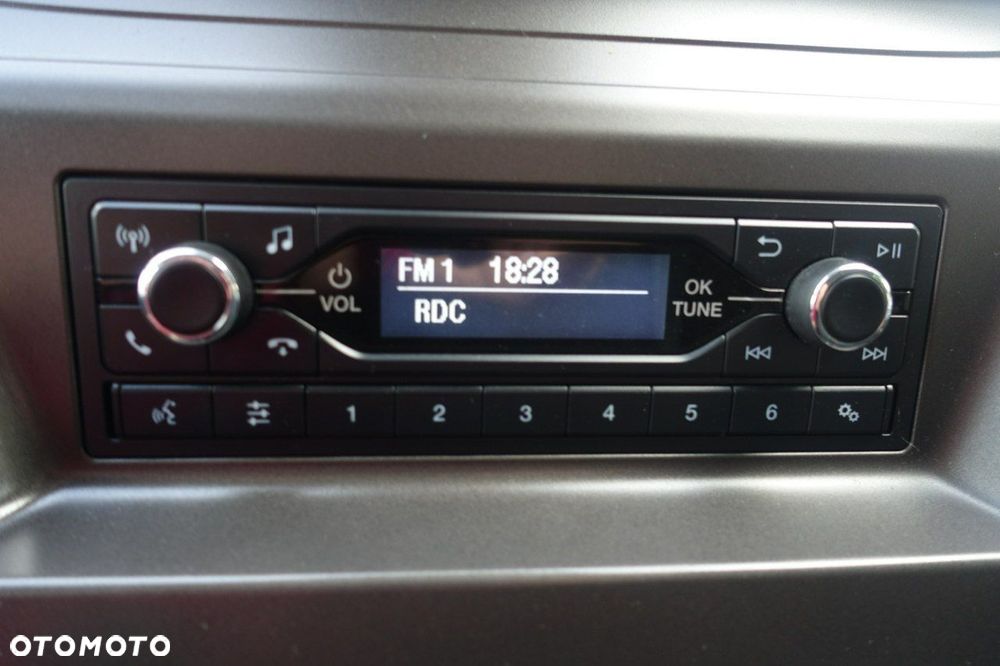 FM 1 18:28
RDC
VOL
OK
TUNE
1 2 3 4 5 6
OTOMOTO